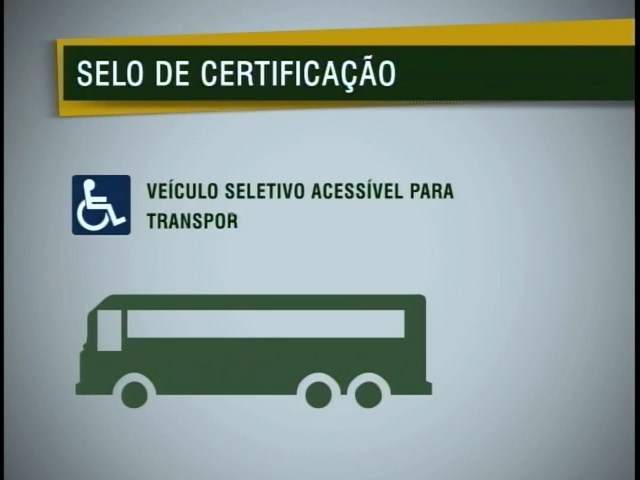 SELO DE CERTIFICAÇÃO
VEÍCULO SELETIVO ACESSÍVEL PARA
TRANSPOR